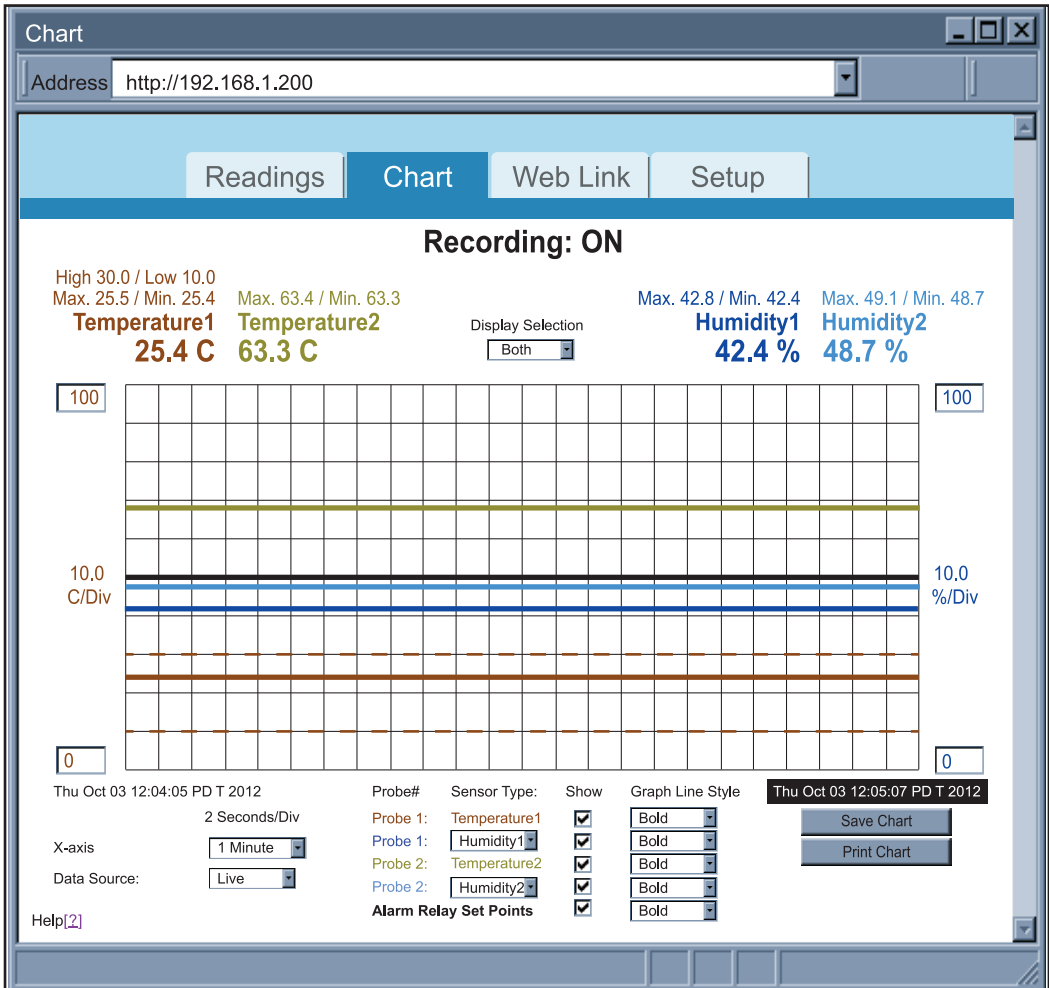 Chart
Address http://192.168.1.200
Readings Chart Web Link Setup
Recording: ON
High 30.0 / Low 10.0
Max. 25.5 / Min. 25.4 Max. 63.4 / Min. 63.3 Max. 42.8 / Min. 42.4 Max. 49.1 / Min. 48.7
Temperature1 Temperature2 Display Selection Humidity1 Humidity2
25.4 C 63.3 C Both 42.4 % 48.7 %
100 100
10.0 10.0
C/Div %/Div
0 0
Thu Oct 03 12:04:05 PD T 2012 Probe# Sensor Type: Show Graph Line Style Thu Oct 03 12:05:07 PD T 2012
2 Seconds/Div Probe 1: Temperature1 Bold Save Chart
X-axis 1 Minute Probe 1: Humidity1 Bold Print Chart
Probe 2: Temperature2 Bold
Data Source: Live Probe 2: Humidity2 Bold
Alarm Relay Set Points Bold
Help[?]